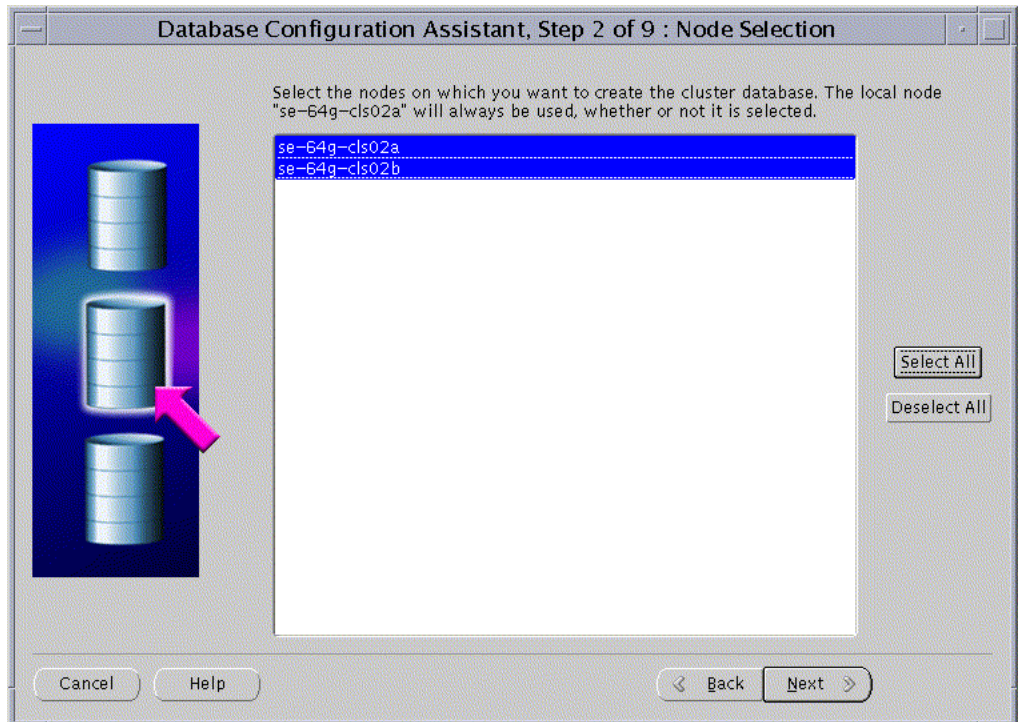 Database Configuration Assistant, Step 2 of 9 : Node Selection
Select the nodes on which you want to create the cluster database. The local node
"se-64g-cls02a" will always be used, whether or not it is selected.
se-64g-cls02a
se-64g-cls02b
Select All
Deselect All
Cancel
Help
Back
Next